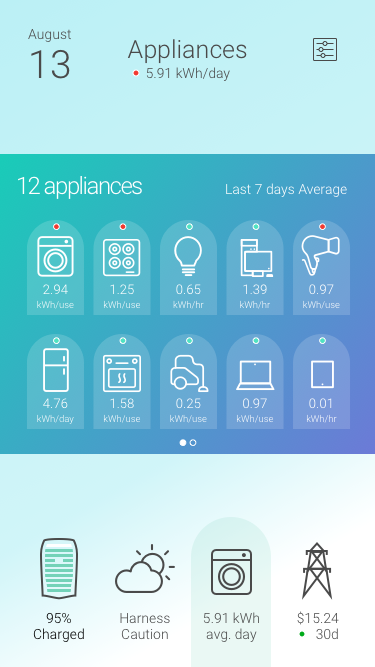 August
13
Appliances
5.91 kWh/day
12 appliances
Last 7 days Average
2.94
kWh/use
1.25
kWh/use
0.65
kWh/hr
1.39
kWh/hr
0.97
kWh/use
4.76
kWh/day
1.58
kWh/use
0.25
kWh/use
0.97
kWh/use
0.01
kWh/hr
95%
Charged
Harness
Caution
5.91 kWh
avg. day
$15.24
30d